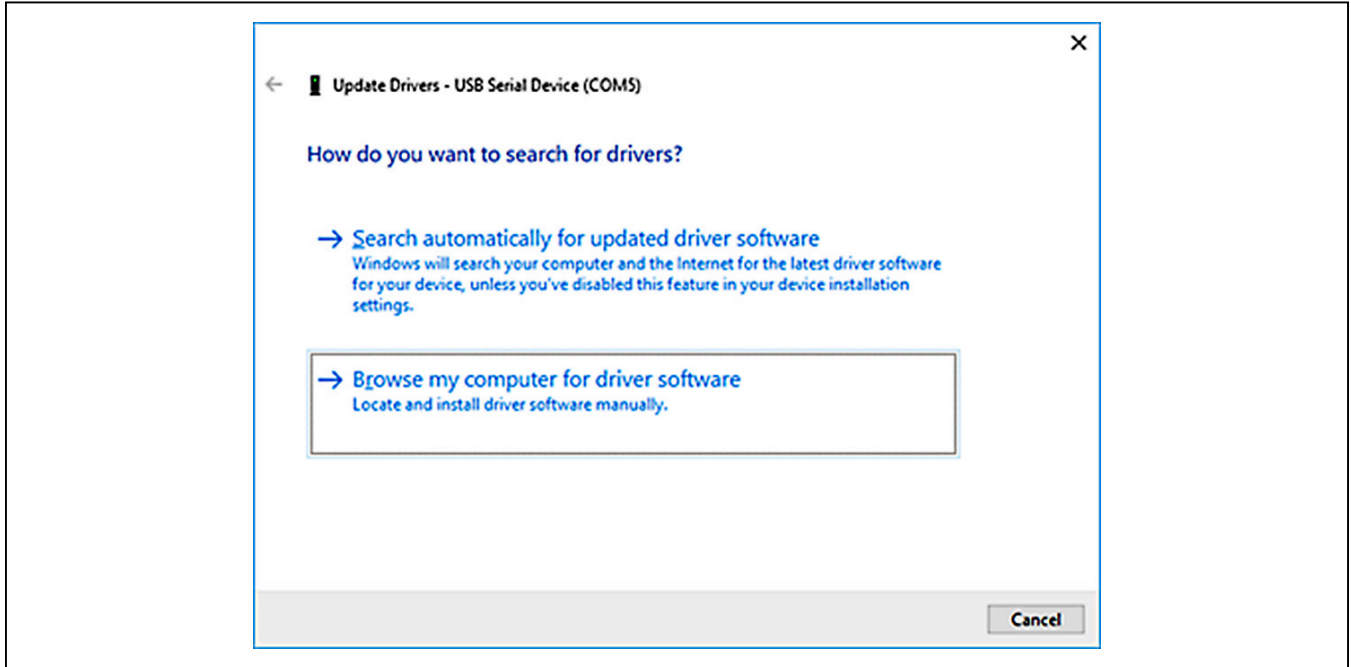 Update Drivers - USB Serial Device (COM5)
How do you want to search for drivers?
Search automatically for updated driver software
Windows will search your computer and the Internet for the latest driver software
for your device, unless you've disabled this feature in your device installation
settings.
Browse my computer for driver software
Locate and install driver software manually.
Cancel